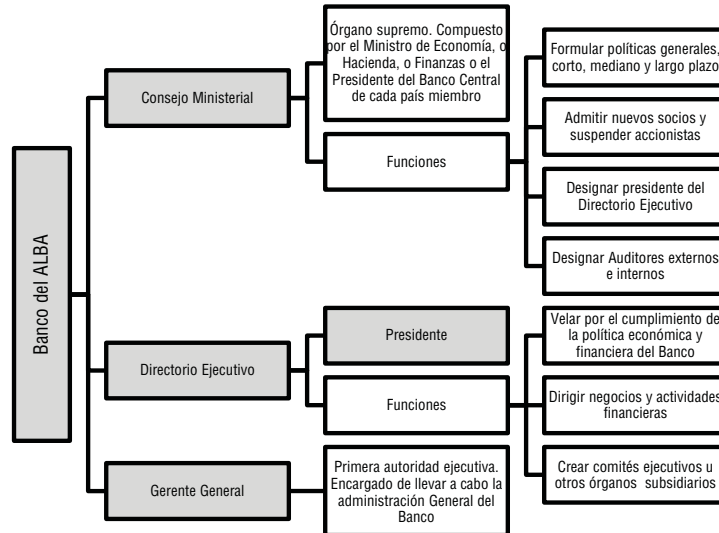 Banco del ALBA
Consejo Ministerial
Órgano supremo. Compuesto
por el Ministro de Economía, o
Hacienda, o Finanzas o el
Presidente del Banco Central
de cada país miembro
Funciones
Formular políticas generales,
corto, mediano y largo plazo
Admitir nuevos socios y
suspender accionistas
Designar presidente del
Directorio Ejecutivo
Designar Auditores externos
e internos
Directorio Ejecutivo
Presidente
Funciones
Velar por el cumplimiento de
la política económica y
financiera del Banco
Dirigir negocios y actividades
financieras
Crear comités ejecutivos u
otros órganos subsidiarios
Gerente General
Primera autoridad ejecutiva.
Encargado de llevar a cabo la
administración General del
Banco